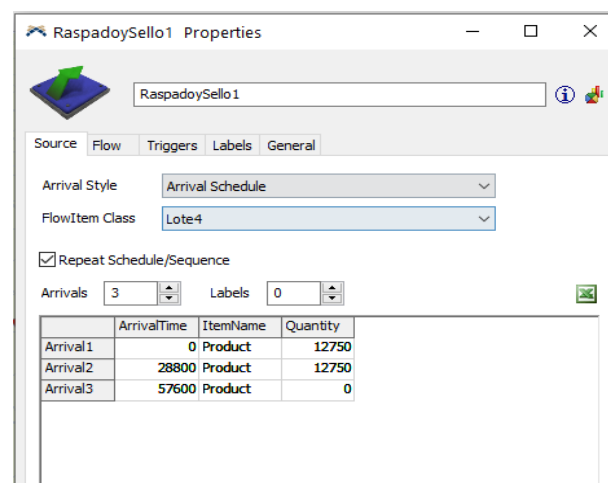 RaspadoySello1 Properties
RaspadoySello1
Source Flow Triggers Labels General
Arrival Style Arrival Schedule
FlowItem Class Lote4
Repeat Schedule/Sequence
Arrivals 3 Labels 0
ArrivalTime ItemName Quantity
Arrival1 0 Product 12750
Arrival2 28800 Product 12750
Arrival3 57600 Product 0